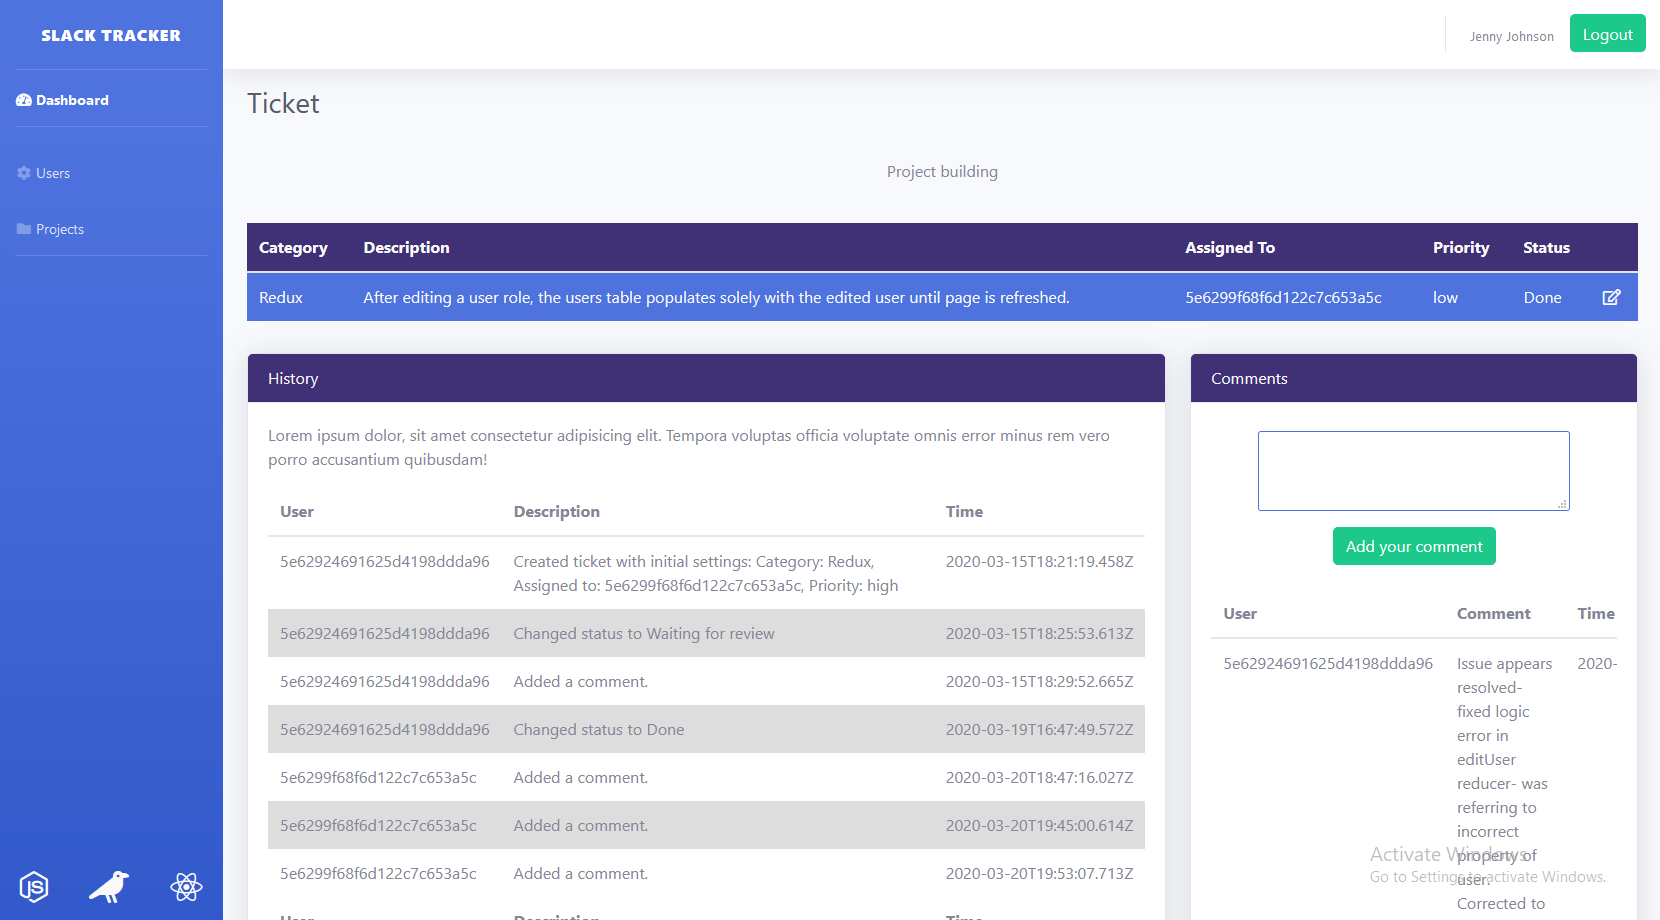 SLACK TRACKER
Dashboard
Users
Projects
Jenny Johnson
Logout
Ticket
Project building
Category Description Assigned To Priority Status
Redux After editing a user role, the users table populates solely with the edited user until page is refreshed. 5e6299f68f6d122c7c653a5c low Done
History
Lorem ipsum dolor, sit amet consectetur adipisicing elit. Tempora voluptas officia voluptate omnis error minus rem vero
porro accusantium quibusdam!
User Description Time
5e62924691625d4198ddda96 Created ticket with initial settings: Category: Redux, 2020-03-15T18:21:19.458Z
Assigned to: 5e6299f68f6d122c7c653a5c, Priority: high
5e62924691625d4198ddda96 Changed status to Waiting for review 2020-03-15T18:25:53.613Z
5e62924691625d4198ddda96 Added a comment. 2020-03-15T18:29:52.665Z
5e62924691625d4198ddda96 Changed status to Done 2020-03-19T16:47:49.572Z
5e6299f68f6d122c7c653a5c Added a comment. 2020-03-20T18:47:16.027Z
5e6299f68f6d122c7c653a5c Added a comment. 2020-03-20T19:45:00.614Z
5e6299f68f6d122c7c653a5c Added a comment. 2020-03-20T19:53:07.713Z
User Description Time
Comments
Add your comment
User Comment Time
5e62924691625d4198ddda96 Issue appears 2020-
resolved-
fixed logic
error in
editUser
reducer- was
referring to
incorrect
property of
user.
Corrected to
Activate Windows
Go to Settings to activate Windows.
JS